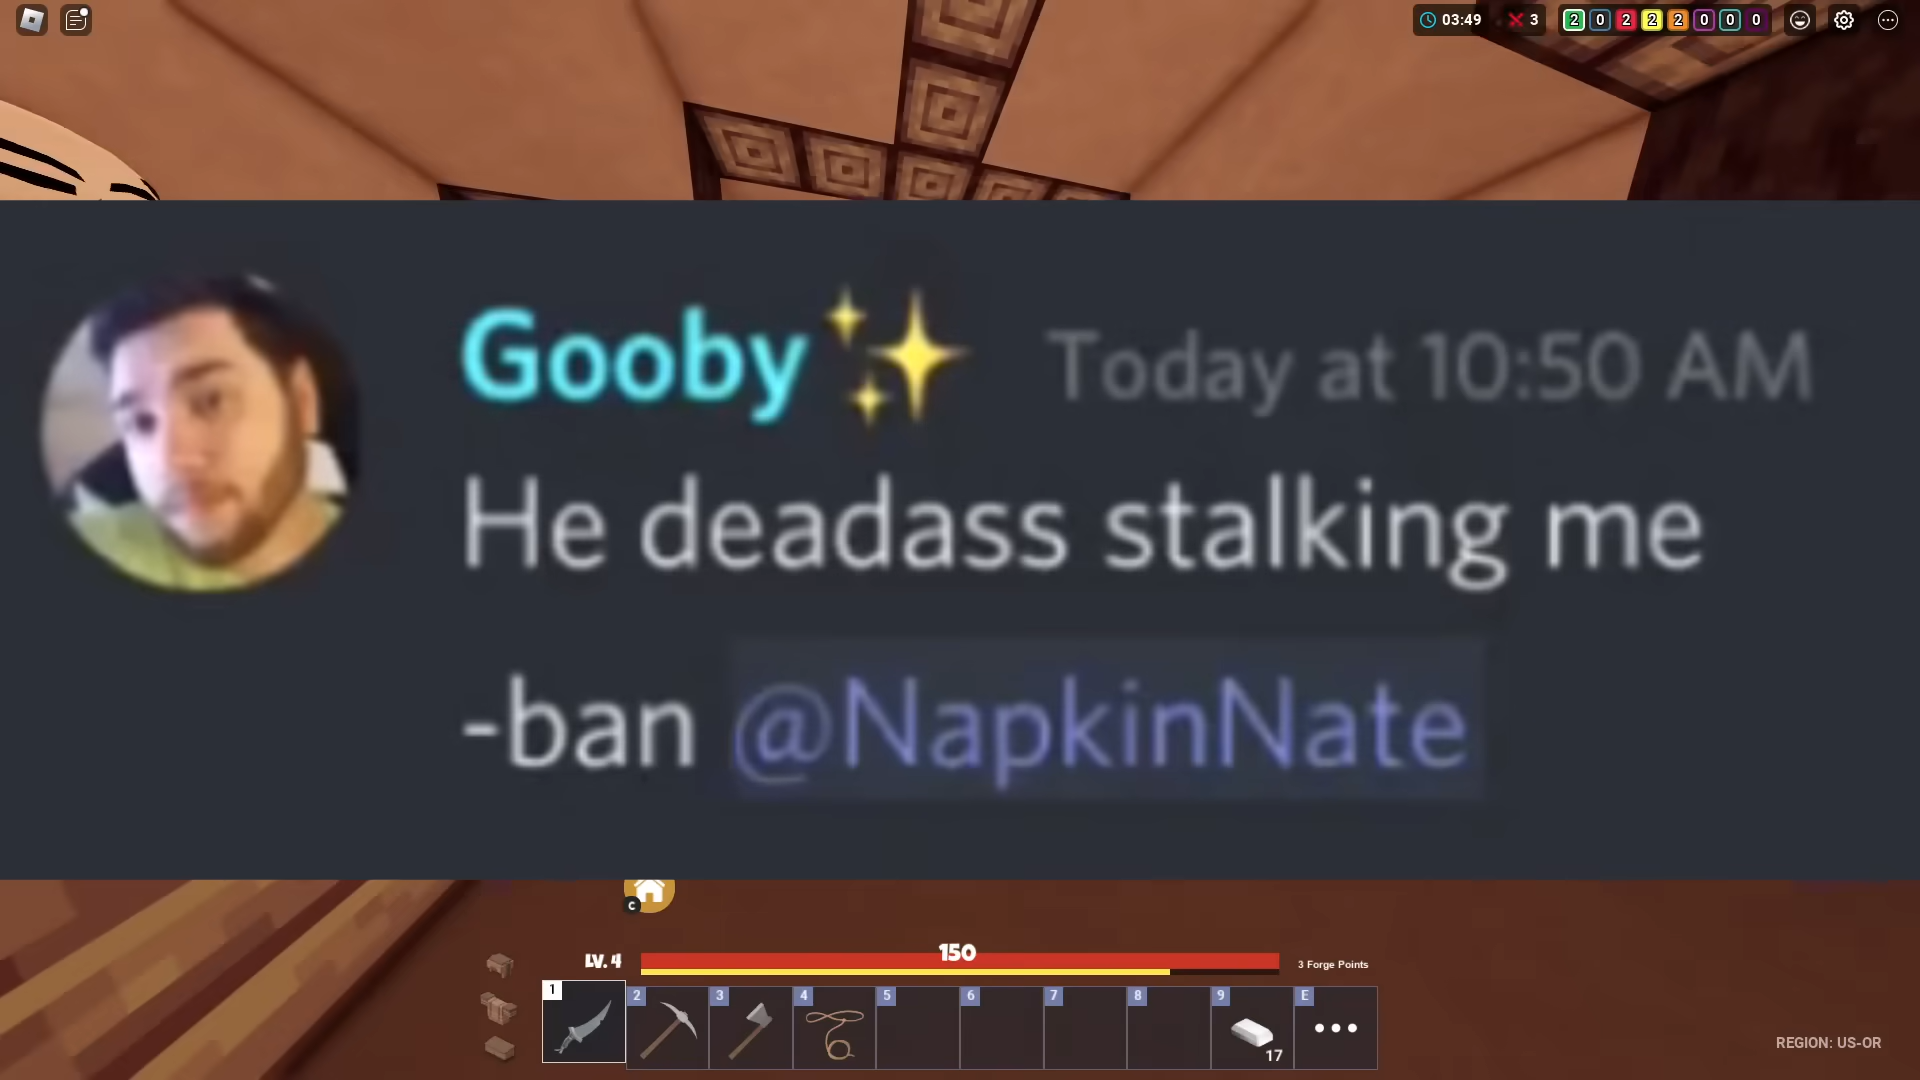 03:49 3 2 0 2 2 2 0 0 0
Gooby✨ Today at 10:50 AM
He deadass stalking me
-ban @NapkinNate
C
LV. 4 150 3 Forge Points
1 2 3 4 5 6 7 8 9 E
17
REGION: US-OR